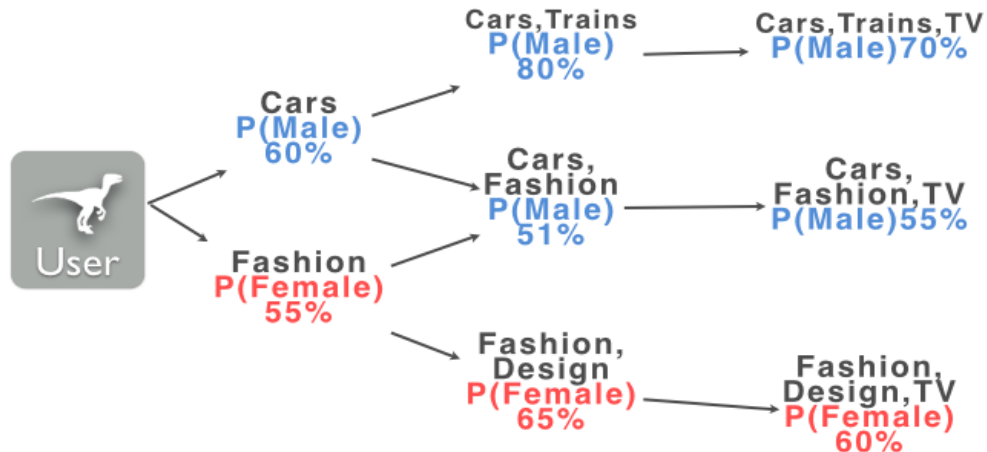 User
Cars
P(Male)
60%
Fashion
P(Female)
55%
Cars,Trains
P(Male)
80%
Cars,
Fashion
P(Male)
51%
Fashion,
Design
P(Female)
65%
Cars,Trains,TV
P(Male)70%
Cars,
Fashion,TV
P(Male)55%
Fashion,
Design,TV
P(Female)
60%